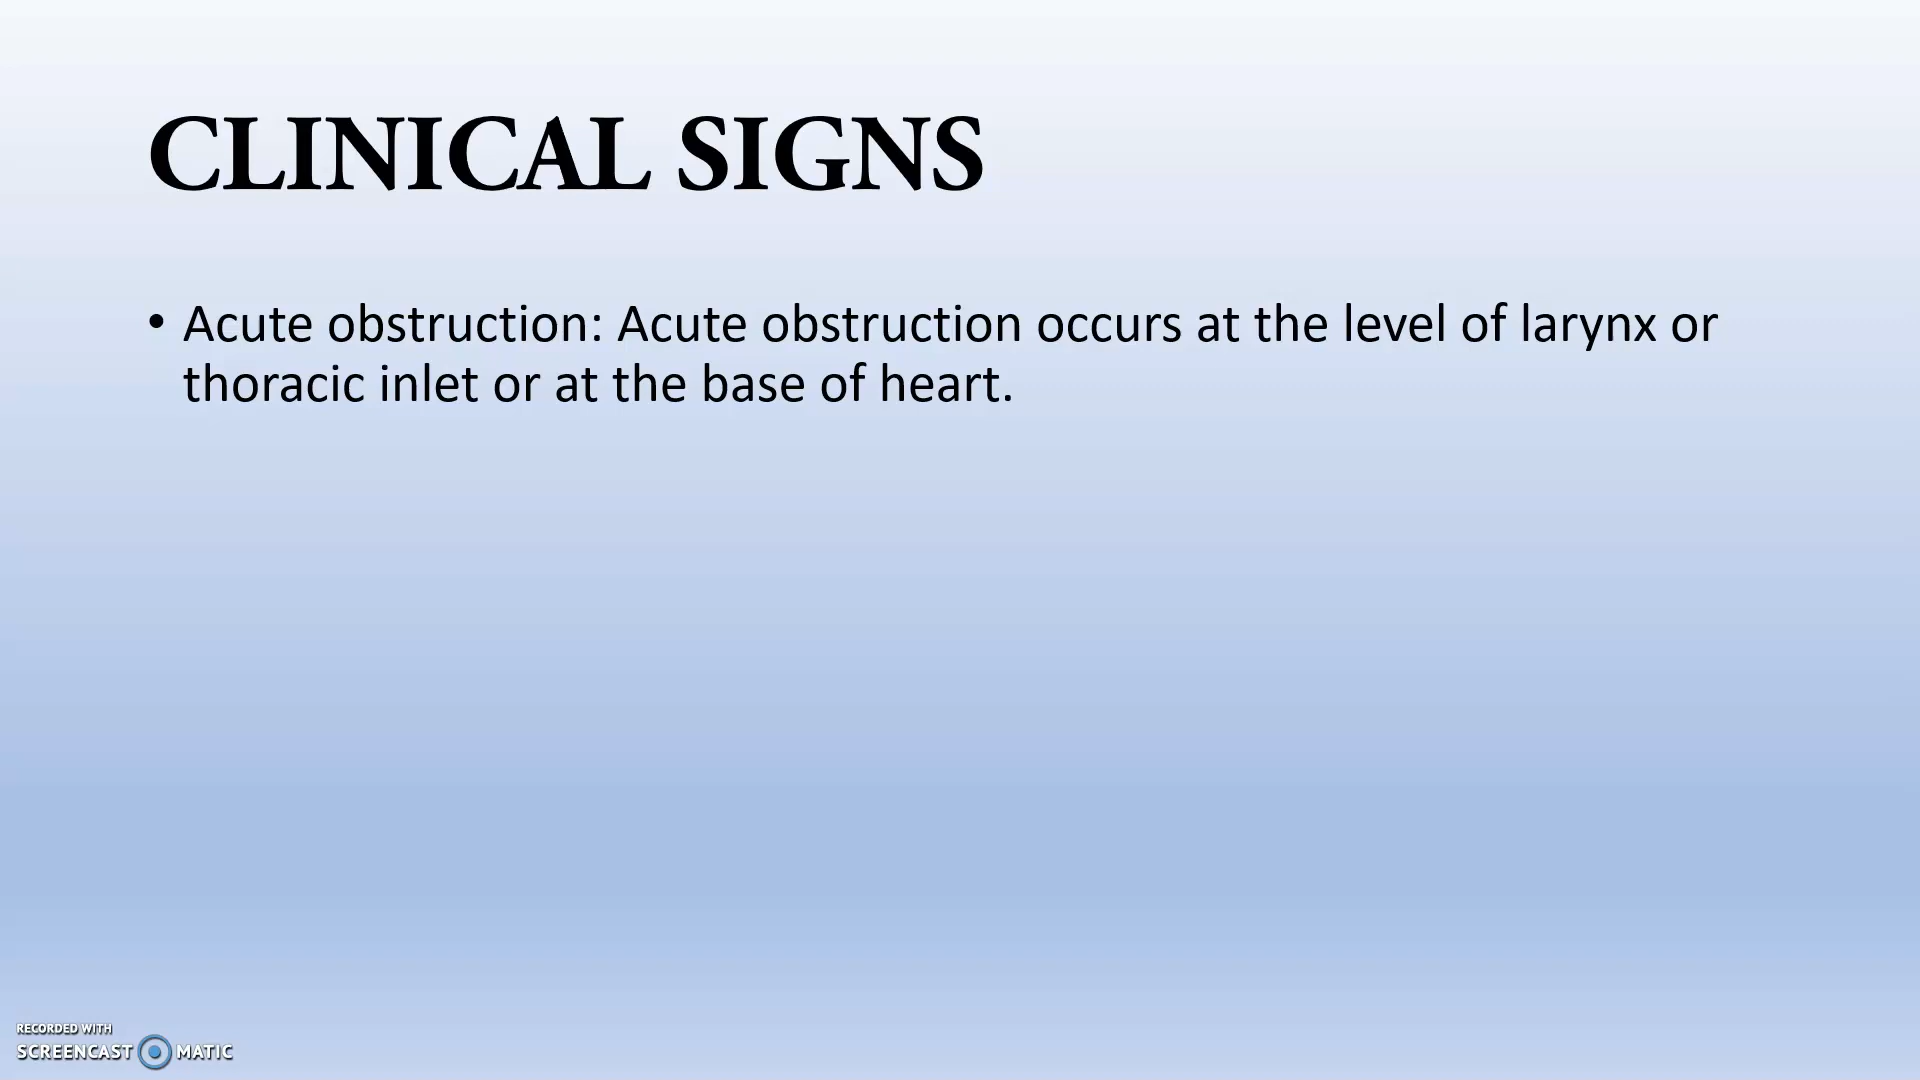 CLINICAL SIGNS
• Acute obstruction: Acute obstruction occurs at the level of larynx or
thoracic inlet or at the base of heart.
RECORDED WITH
SCREENCAST MATIC